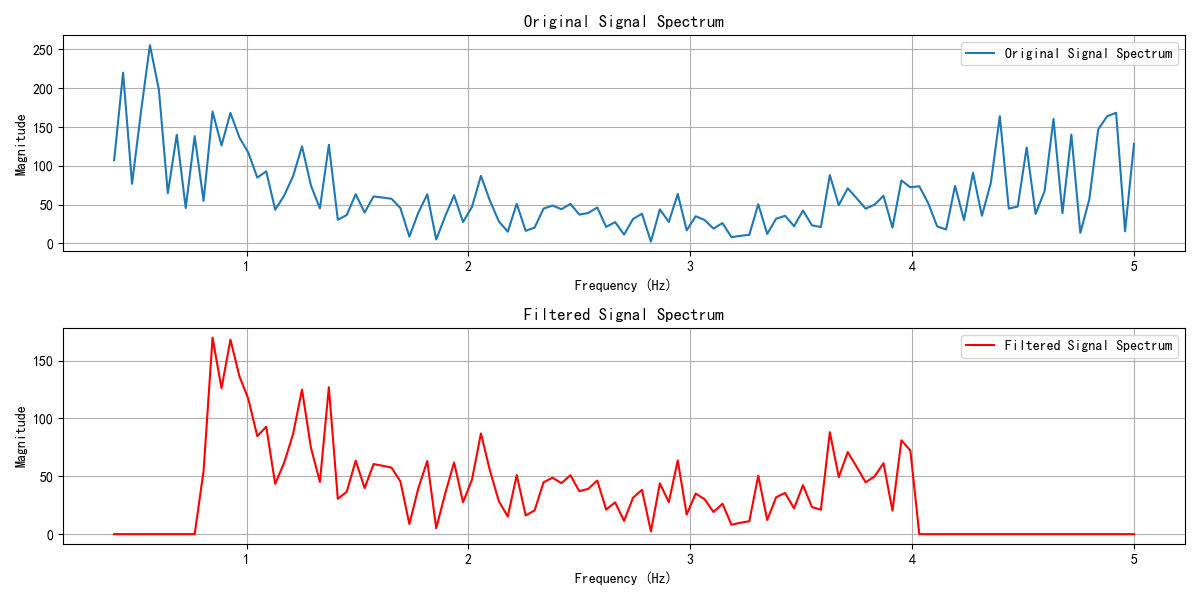 Original Signal Spectrum
Original Signal Spectrum
Magnitude
250
200
150
100
50
0
1 2 3 4 5
Frequency (Hz)
Filtered Signal Spectrum
Filtered Signal Spectrum
Magnitude
150
100
50
0
1 2 3 4 5
Frequency (Hz)